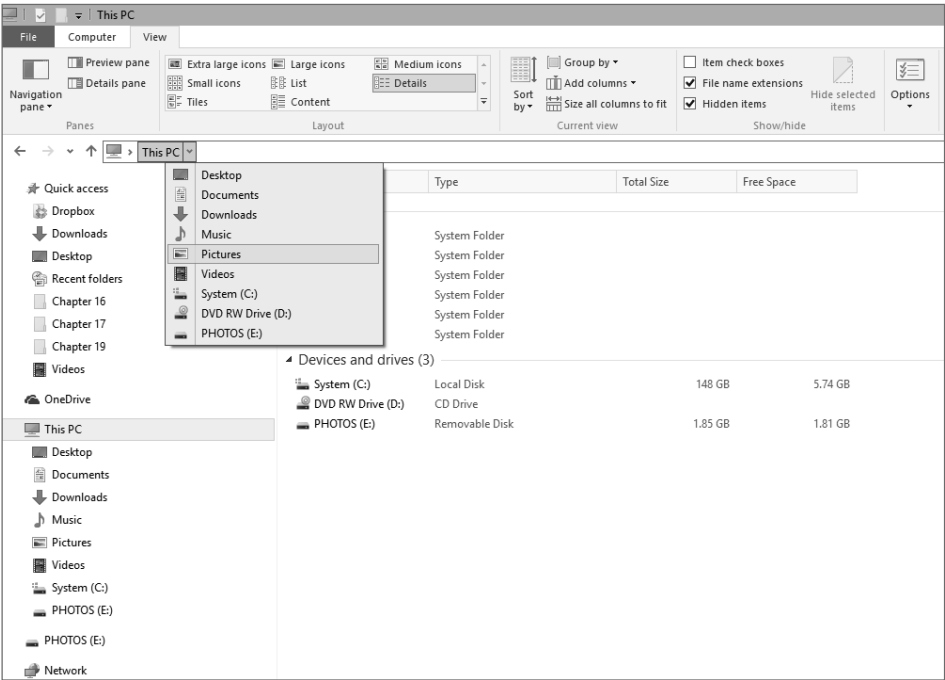 This PC
File Computer View
Preview pane
Details pane
Navigation pane
Panes
Extra large icons Large icons Medium icons
Small icons List Details
Tiles Content
Layout
Sort by
Group by
Add columns
Size all columns to fit
Current view
Item check boxes
File name extensions
Hidden items
Hide selected items
Show/hide
Options
This PC
Desktop
Documents
Downloads
Music
Pictures
Videos
System (C:)
DVD RW Drive (D:)
PHOTOS (E:)
Type Total Size Free Space
System Folder
System Folder
System Folder
System Folder
System Folder
System Folder
Devices and drives (3)
System (C:) Local Disk 148 GB 5.74 GB
DVD RW Drive (D:) CD Drive
PHOTOS (E:) Removable Disk 1.85 GB 1.81 GB
Quick access
Dropbox
Downloads
Desktop
Recent folders
Chapter 16
Chapter 17
Chapter 19
Videos
OneDrive
This PC
Desktop
Documents
Downloads
Music
Pictures
Videos
System (C:)
PHOTOS (E:)
PHOTOS (E:)
Network